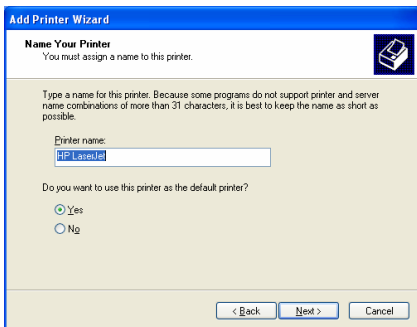 Add Printer Wizard
Name Your Printer
You must assign a name to this printer.
Type a name for this printer. Because some programs do not support printer and server
name combinations of more than 31 characters, it is best to keep the name as short as
possible.
Printer name:
HP LaserJet
Do you want to use this printer as the default printer?
Yes
No
< Back Next > Cancel